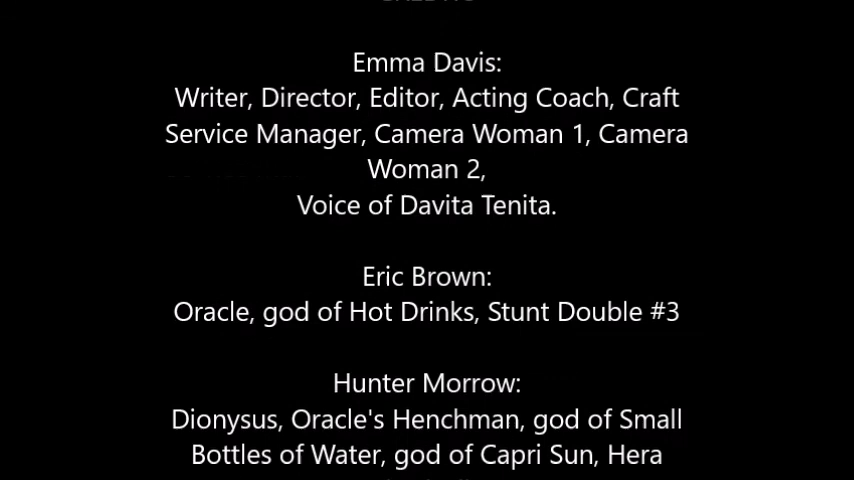 Emma Davis:
Writer, Director, Editor, Acting Coach, Craft
Service Manager, Camera Woman 1, Camera
Woman 2,
Voice of Davita Tenita.
Eric Brown:
Oracle, god of Hot Drinks, Stunt Double #3
Hunter Morrow:
Dionysus, Oracle's Henchman, god of Small
Bottles of Water, god of Capri Sun, Hera